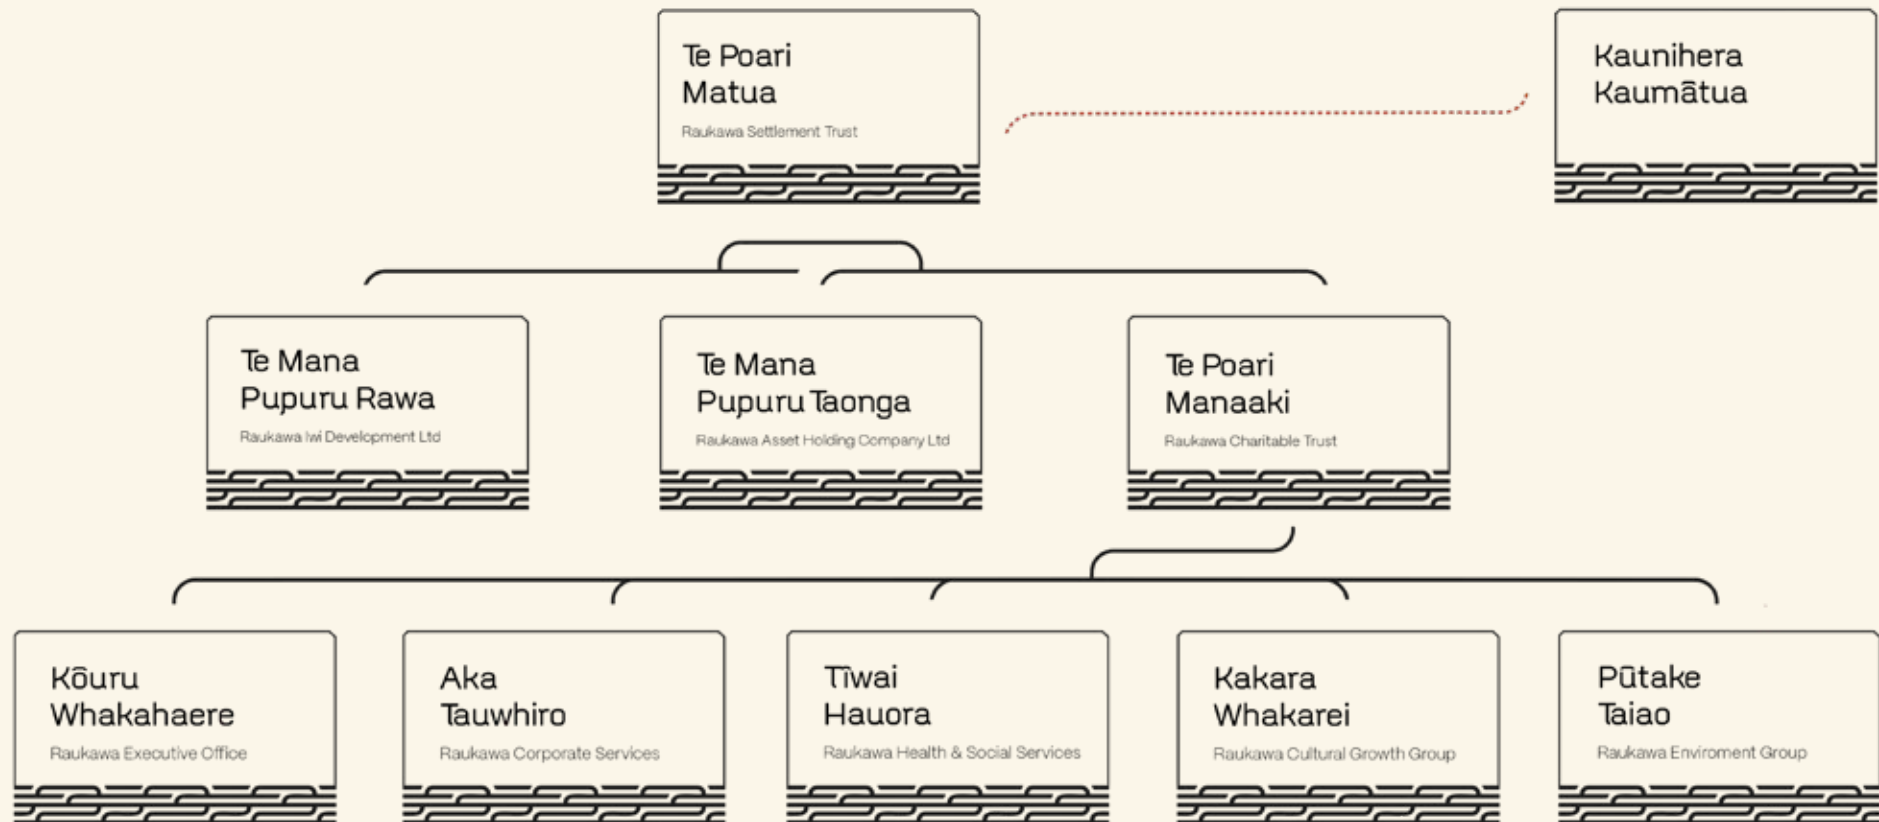 Te Poari
Matua
Raukawa Settlement Trust
Kaunihera
Kaumātua
Te Mana
Pupuru Rawa
Raukawa Iwi Development Ltd
Te Mana
Pupuru Taonga
Raukawa Asset Holding Company Ltd
Te Poari
Manaaki
Raukawa Charitable Trust
Kōuru
Whakahaere
Raukawa Executive Office
Aka
Tauwhiro
Raukawa Corporate Services
Tīwai
Hauora
Raukawa Health & Social Services
Kakara
Whakarei
Raukawa Cultural Growth Group
Pūtake
Taiao
Raukawa Enviroment Group